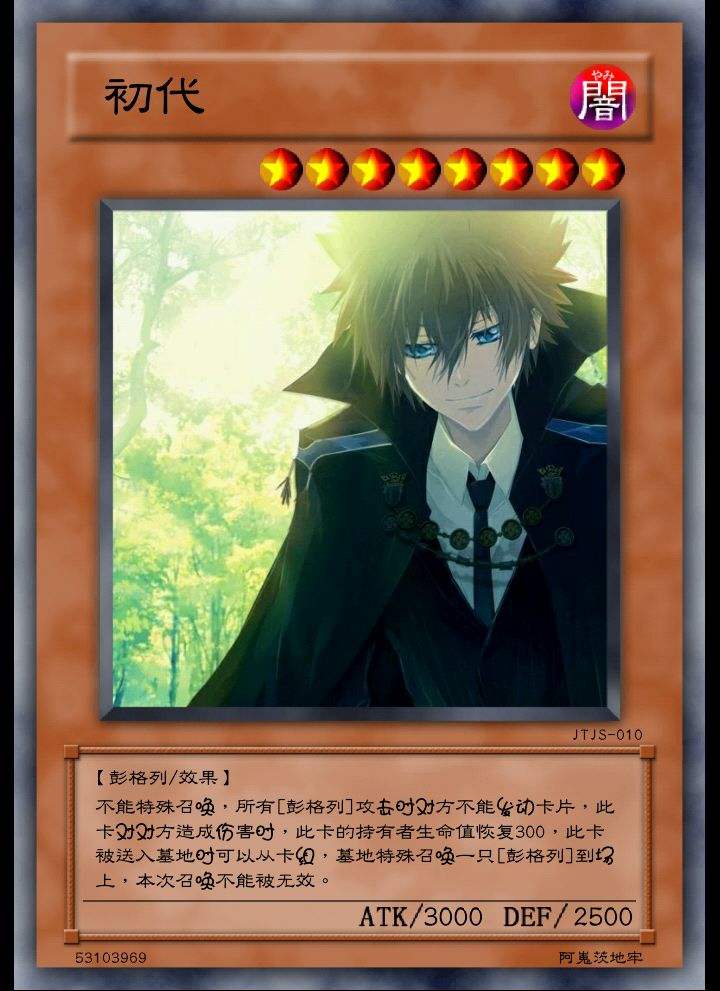 初代
やみ
闇
JTJS-010
【彭格列/效果】
不能特殊召唤，所有[彭格列]攻击时对方不能发动卡片，此
卡对对方造成伤害时，此卡的持有者生命值恢复300，此卡
被送入墓地时可以从卡组，墓地特殊召唤一只[彭格列]到场
上，本次召唤不能被无效。
ATK/3000 DEF/2500
53103969 阿嵬茨地牢